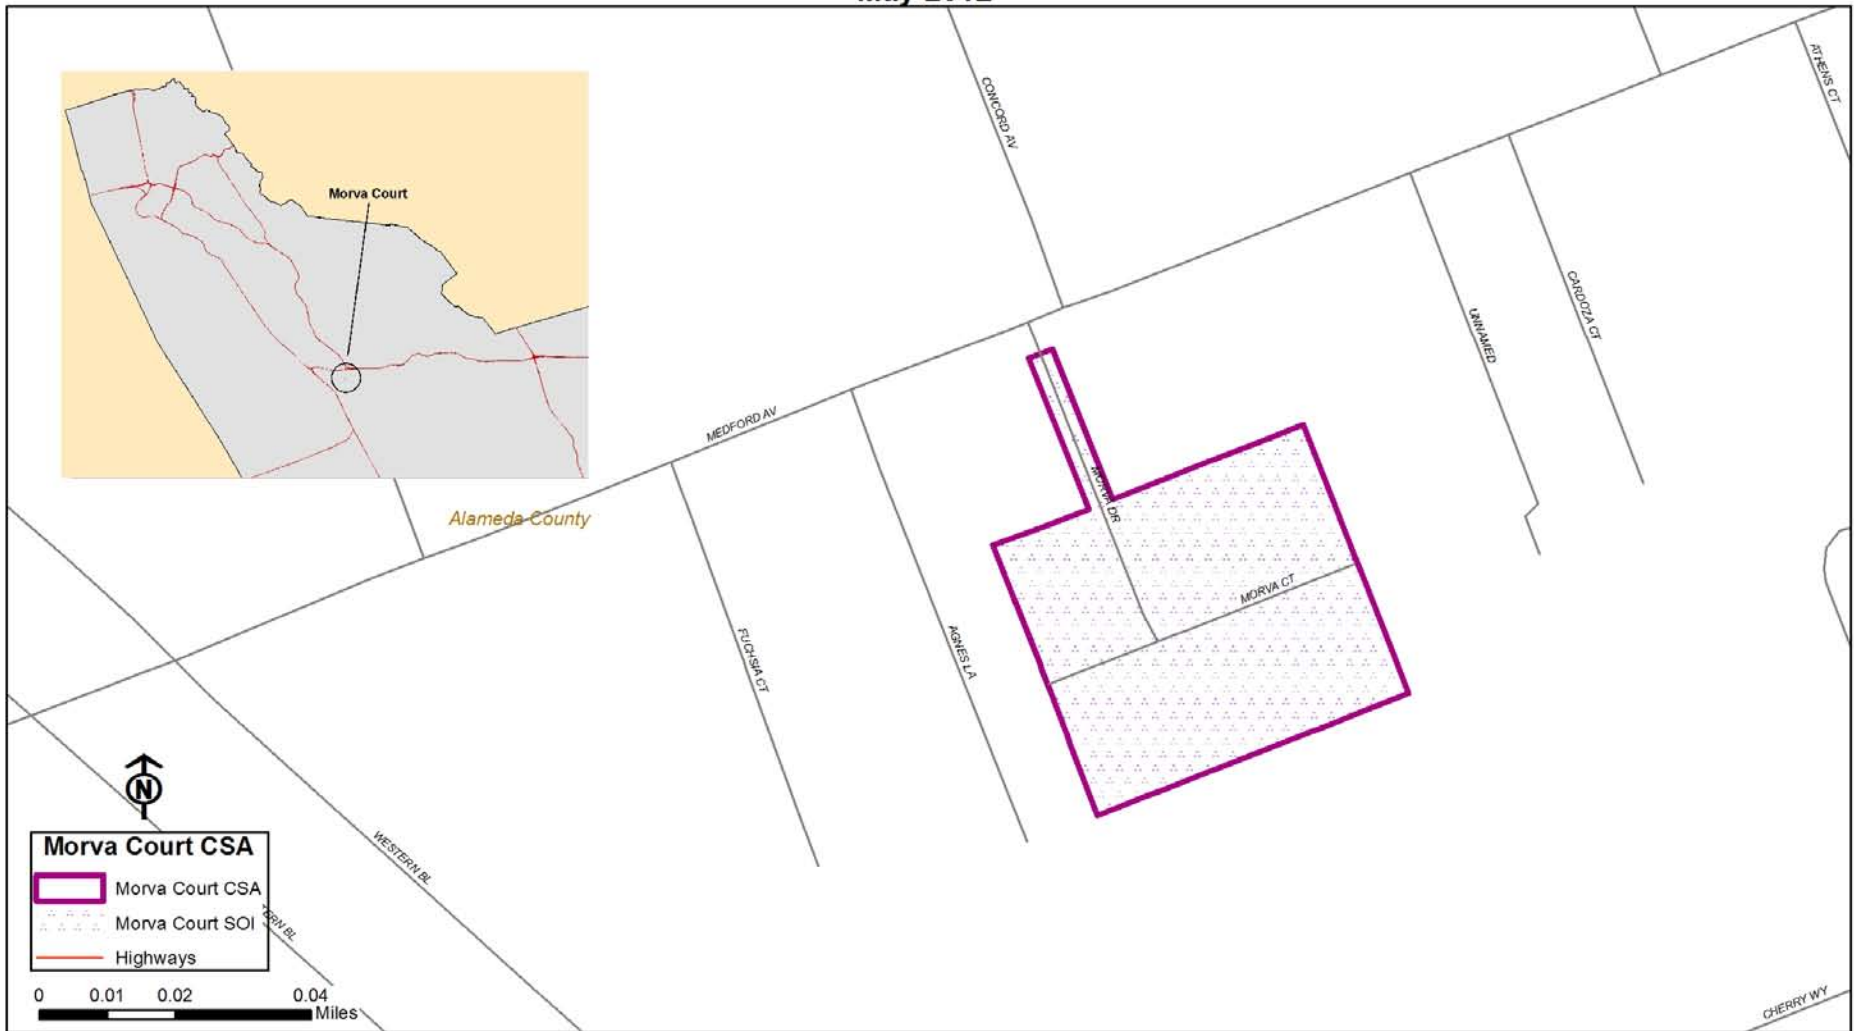 CONCORD AV
ATHENS CT
Morva Court
UNNAMED
CARDOZA CT
MEDFORD AV
MORVA DR
Alameda County
MORVA CT
FUCHSIA CT
AGNES LA
WESTERN BL
Morva Court CSA
Morva Court CSA
Morva Court SOI
Highways
ERN BL
N
0 0.01 0.02 0.04
Miles
CHERRY WY